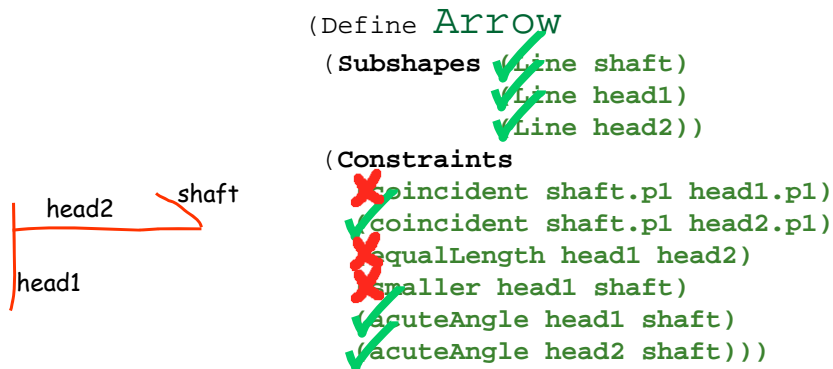 (Define Arrow
(Subshapes (Line shaft)
(Line head1)
(Line head2))
(Constraints
(coincident shaft.p1 head1.p1)
(coincident shaft.p1 head2.p1)
(equalLength head1 head2)
(smaller head1 shaft)
(acuteAngle head1 shaft)
(acuteAngle head2 shaft)))
head2
shaft
head1